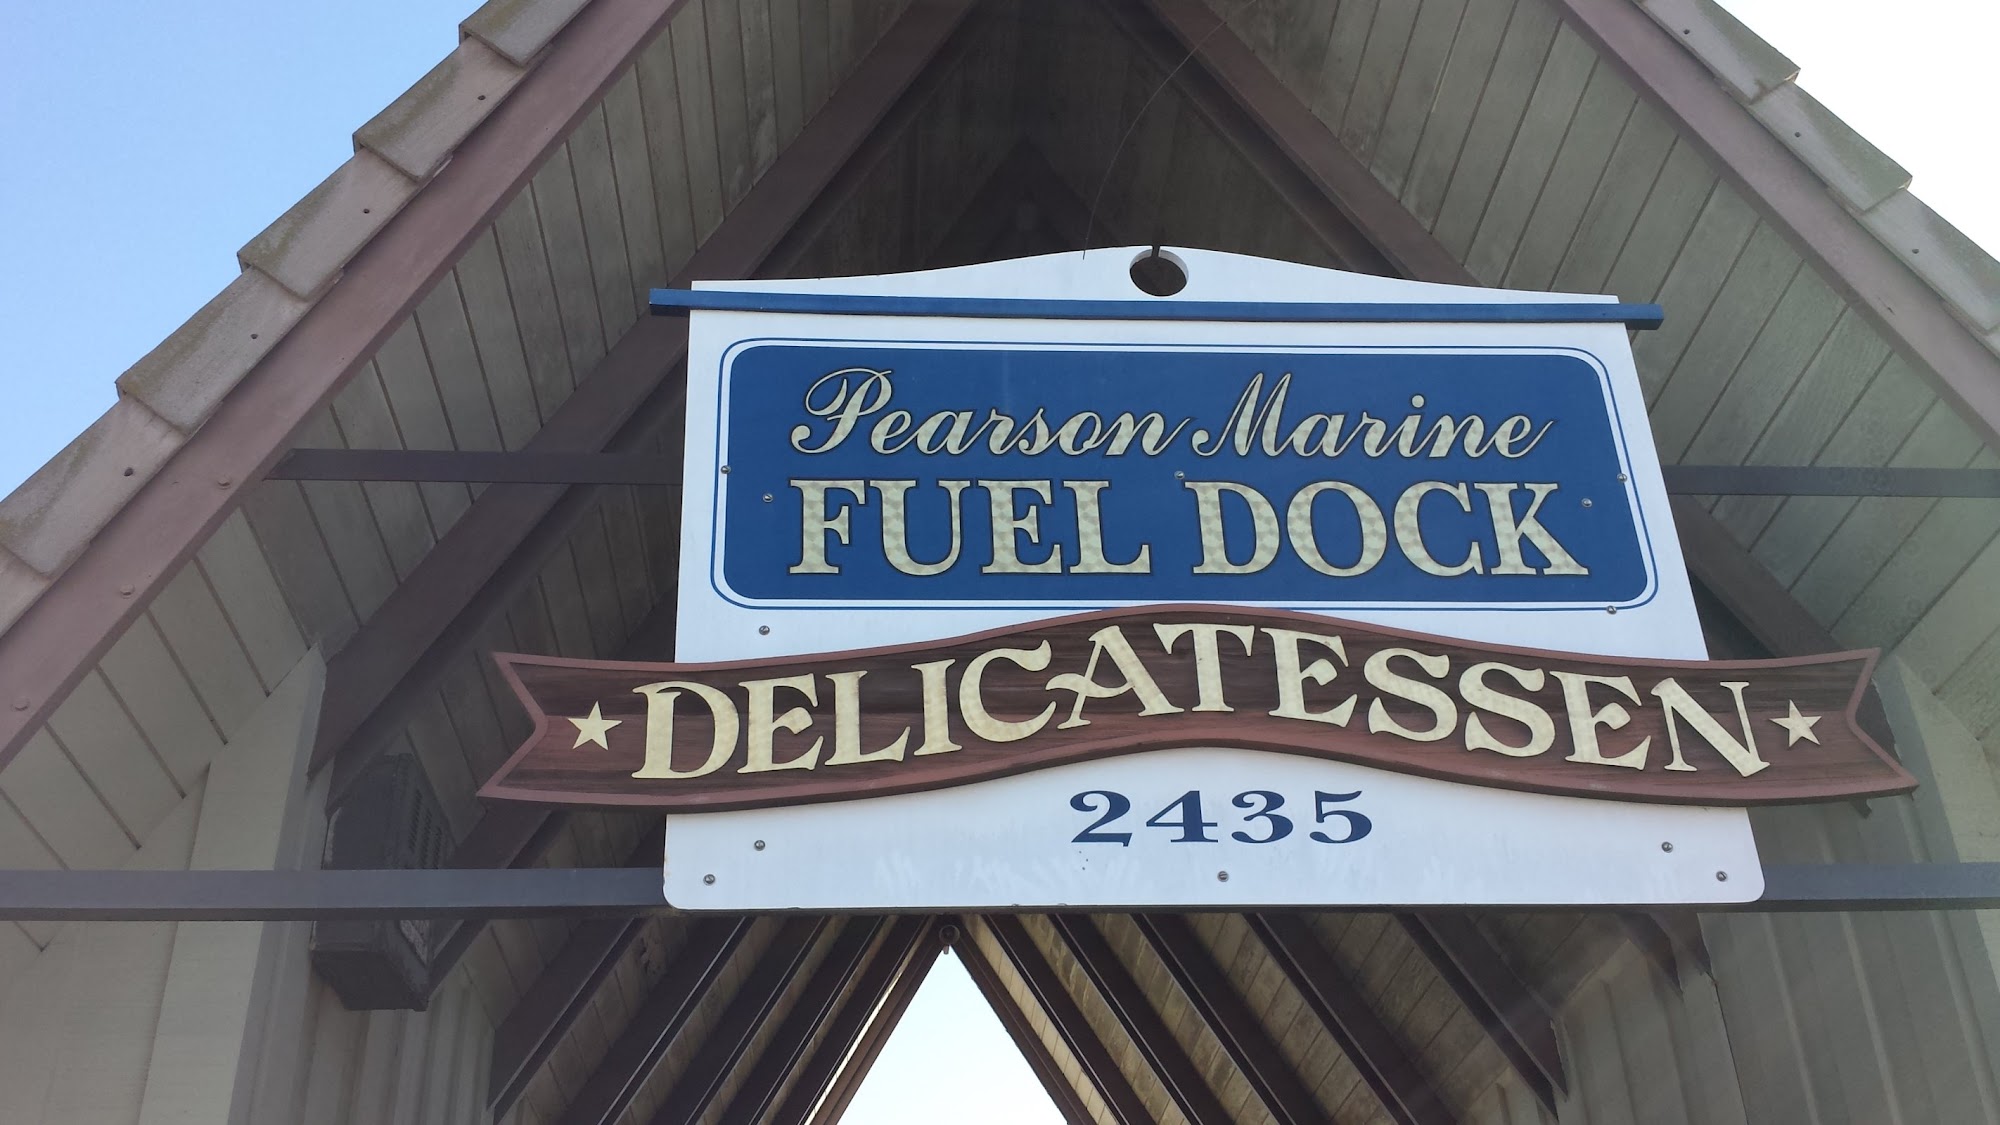 Pearson Marine
FUEL DOCK
DELICATESSEN
2435